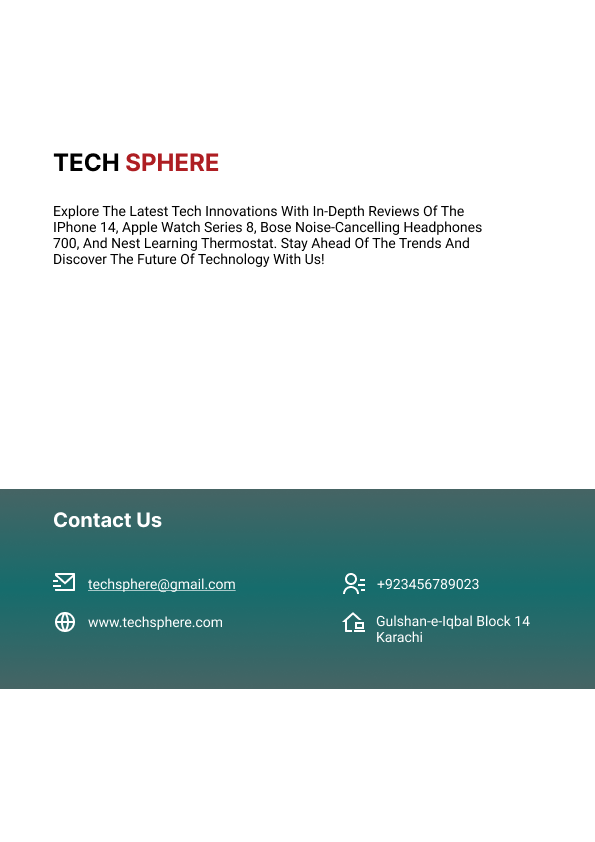 TECH SPHERE
Explore The Latest Tech Innovations With In-Depth Reviews Of The
IPhone 14, Apple Watch Series 8, Bose Noise-Cancelling Headphones
700, And Nest Learning Thermostat. Stay Ahead Of The Trends And
Discover The Future Of Technology With Us!
Contact Us
techsphere@gmail.com
+923456789023
www.techsphere.com
Gulshan-e-Iqbal Block 14
Karachi